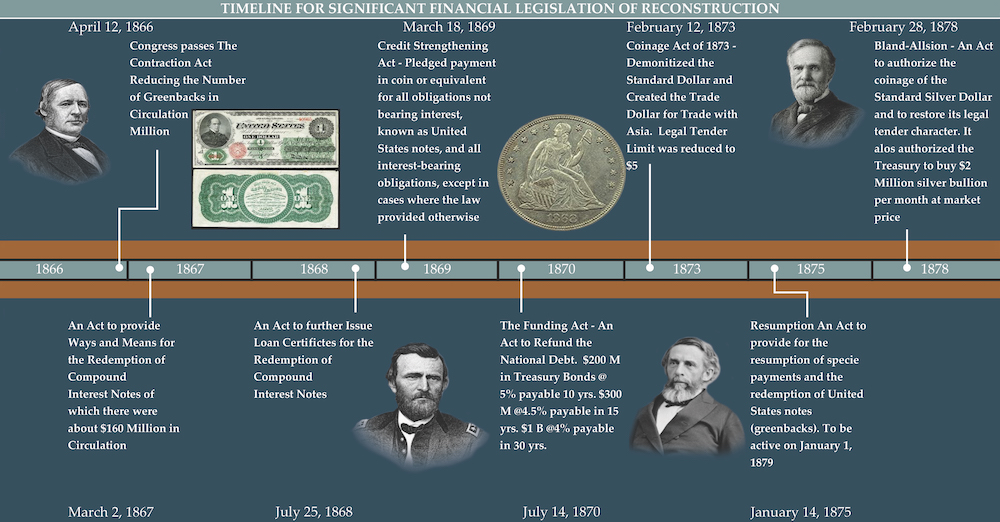 TIMELINE FOR SIGNIFICANT FINANCIAL LEGISLATION OF RECONSTRUCTION
April 12, 1866
Congress passes The
Contraction Act
Reducing the Number
of Greenbacks in
Circulation
Million
March 18, 1869
Credit Strengthening
Act - Pledged payment
in coin or equivalent
for all obligations not
bearing interest,
known as United
States notes, and all
interest-bearing
obligations, except in
cases where the law
provided otherwise
February 12, 1873
Coinage Act of 1873 -
Demonitized the
Standard Dollar and
Created the Trade
Dollar for Trade with
Asia. Legal Tender
Limit was reduced to
$5
February 28, 1878
Bland-Allsion - An Act
to authorize the
coinage of the
Standard Silver Dollar
and to restore its legal
tender character. It
alos authorized the
Treasury to buy $2
Million silver bullion
per month at market
price
United States
ONE DOLLAR
1
1
1
1868
1866
1867
1868
1869
1870
1873
1875
1878
An Act to provide
Ways and Means for
the Redemption of
Compound
Interest Notes of
which there were
about $160 Million in
Circulation
March 2, 1867
An Act to further Issue
Loan Certifictes for the
Redemption of
Compound
Interest Notes
July 25, 1868
The Funding Act - An
Act to Refund the
National Debt. $200 M
in Treasury Bonds @
5% payable 10 yrs. $300
M @4.5% payable in 15
yrs. $1 B @4% payable
in 30 yrs.
July 14, 1870
Resumption An Act to
provide for the
resumption of specie
payments and the
redemption of United
States notes
(greenbacks). To be
active on January 1,
1879
January 14, 1875